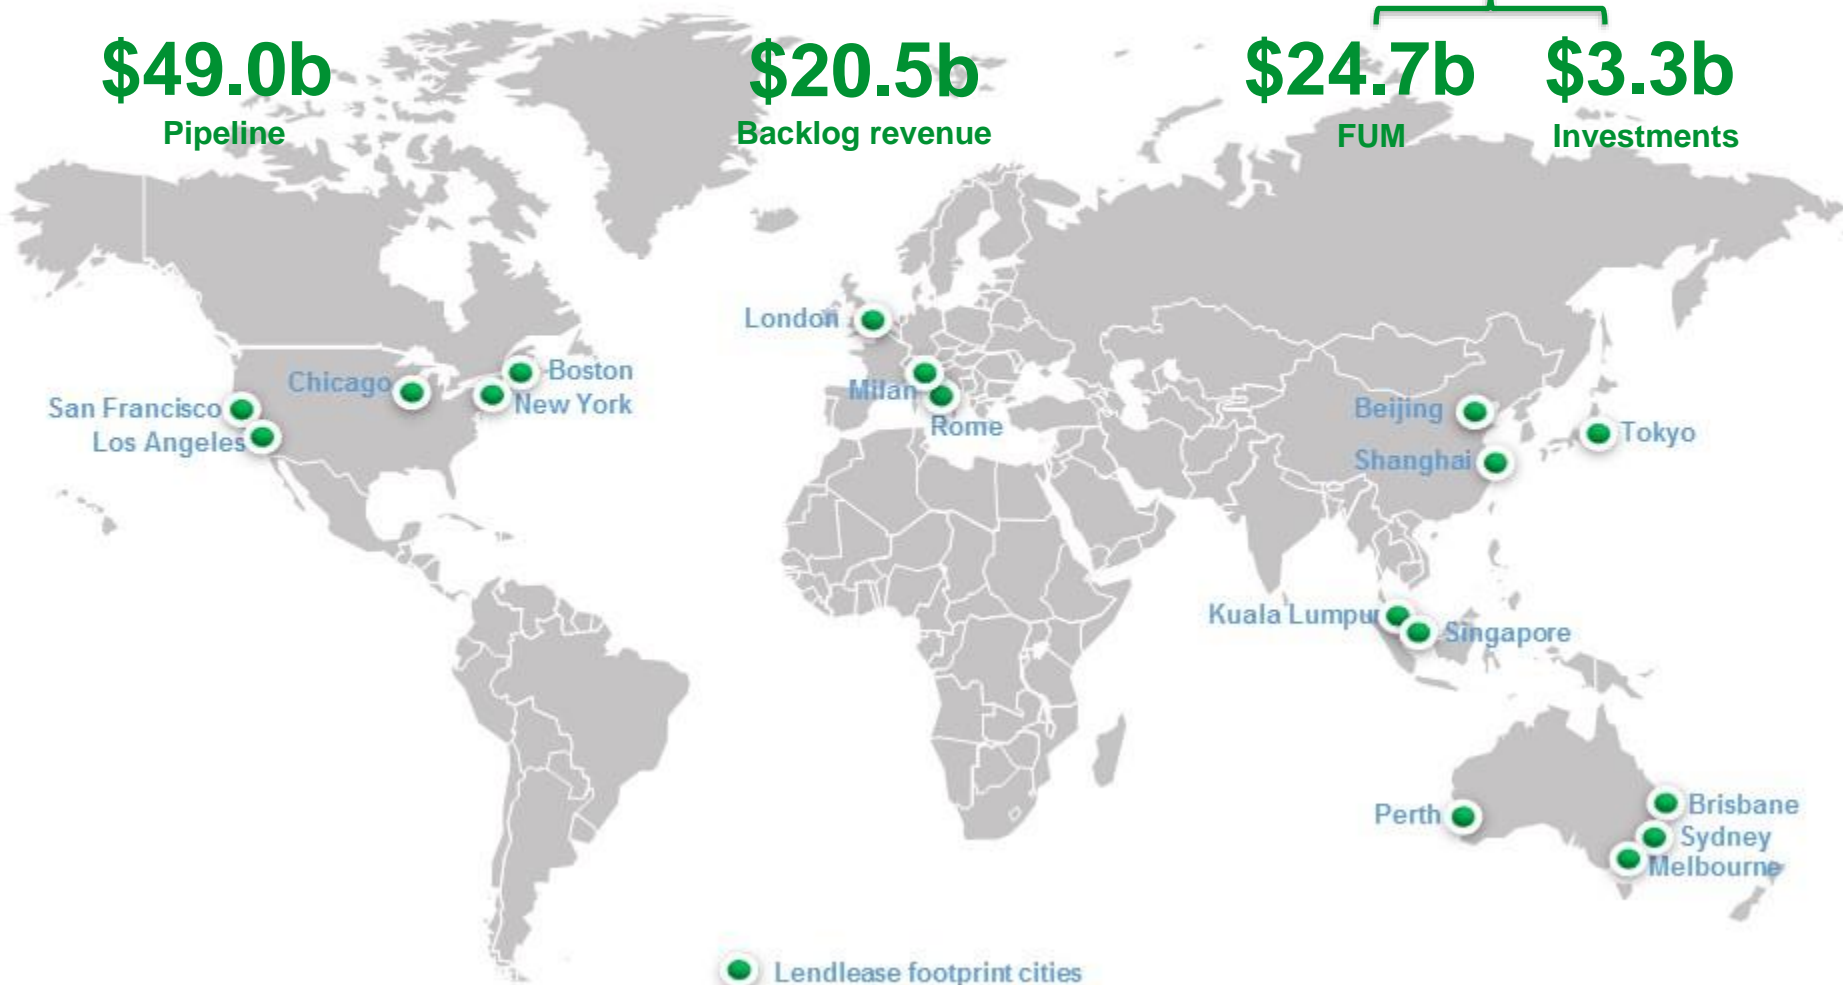 $49.0b
Pipeline
$20.5b
Backlog revenue
$24.7b
FUM
$3.3b
Investments
London
Boston
Chicago
New York
San Francisco
Los Angeles
Milan
Rome
Beijing
Tokyo
Shanghai
Kuala Lumpur
Singapore
Perth
Brisbane
Sydney
Melbourne
Lendlease footprint cities